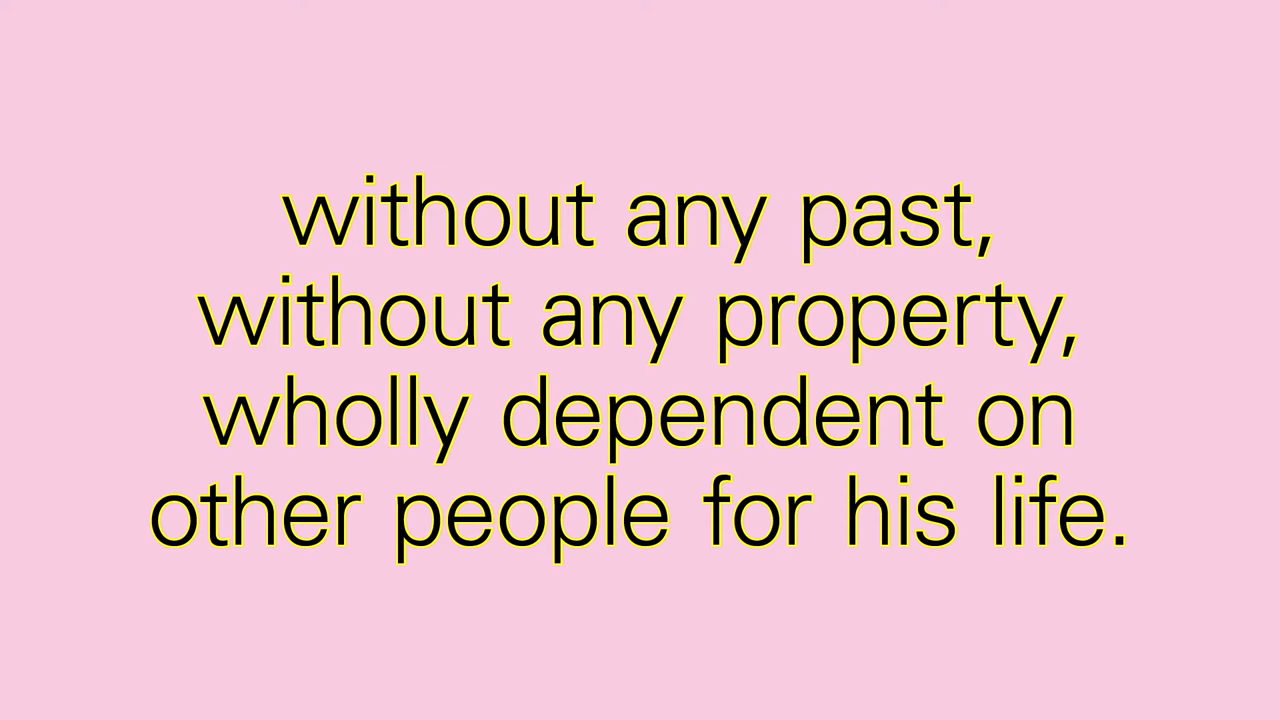 without any past,
without any property,
wholly dependent on
other people for his life.